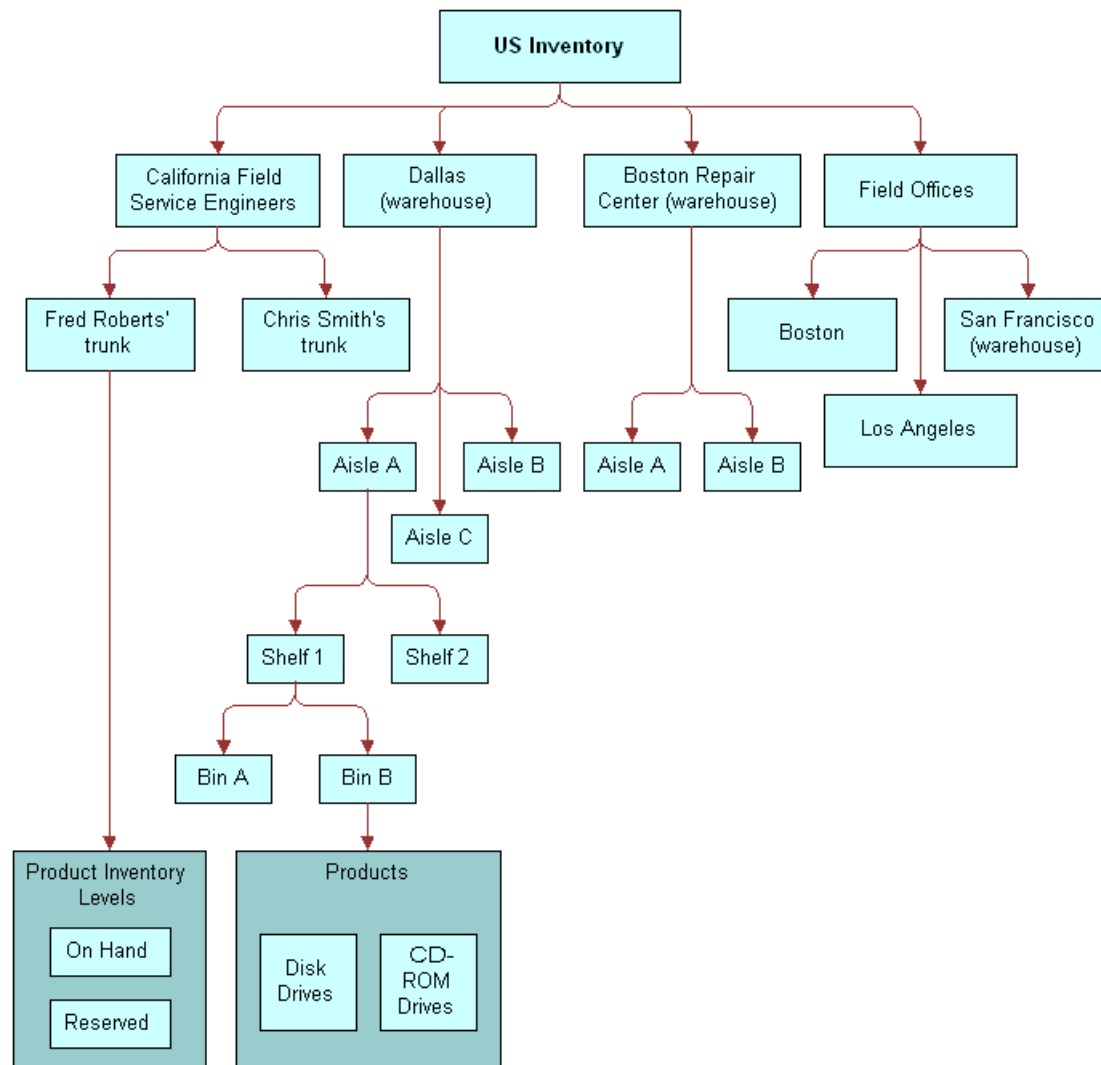 US Inventory
California Field
Service Engineers
Dallas
(warehouse)
Boston Repair
Center (warehouse)
Field Offices
Fred Roberts'
trunk
Chris Smith's
trunk
Boston
San Francisco
(warehouse)
Los Angeles
Aisle A
Aisle B
Aisle A
Aisle B
Aisle C
Shelf 1
Shelf 2
Bin A
Bin B
Product Inventory
Levels
On Hand
Reserved
Products
Disk
Drives
CD-
ROM
Drives